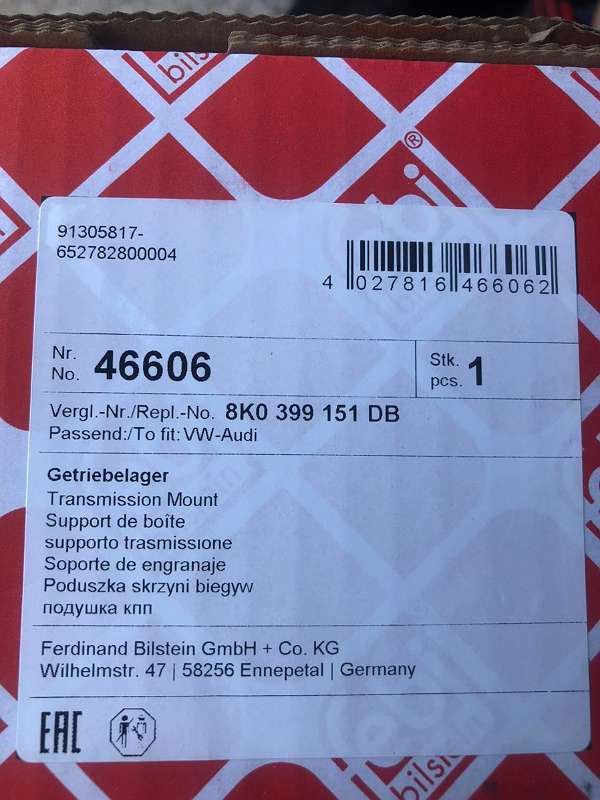 bils
®
91305817-
652782800004
4 027816 466062
Nr.
No. 46606
Stk.
pcs. 1
Vergl.-Nr./Repl.-No. 8K0 399 151 DB
Passend:/To fit: VW-Audi
Getriebelager
Transmission Mount
Support de boîte
supporto trasmissione
Soporte de engranaje
Poduszka skrzyni biegyw
подушка кпп
Ferdinand Bilstein GmbH + Co. KG
Wilhelmstr. 47 | 58256 Ennepetal | Germany
EAC
bilst